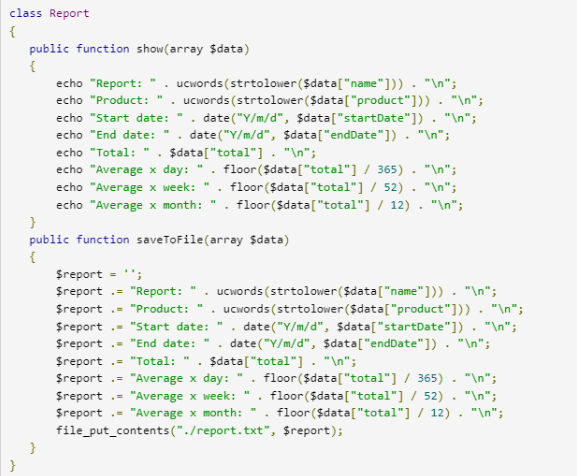 class Report
{
public function show(array $data)
{
echo "Report: " . ucwords(strtolower($data["name"])) . "\n";
echo "Product: " . ucwords(strtolower($data["product"])) . "\n";
echo "Start date: " . date("Y/m/d", $data["startDate"]) . "\n";
echo "End date: " . date("Y/m/d", $data["endDate"]) . "\n";
echo "Total: " . $data["total"] . "\n";
echo "Average x day: " . floor($data["total"] / 365) . "\n";
echo "Average x week: " . floor($data["total"] / 52) . "\n";
echo "Average x month: " . floor($data["total"] / 12) . "\n";
}
public function saveToFile(array $data)
{
$report = '';
$report .= "Report: " . ucwords(strtolower($data["name"])) . "\n";
$report .= "Product: " . ucwords(strtolower($data["product"])) . "\n";
$report .= "Start date: " . date("Y/m/d", $data["startDate"]) . "\n";
$report .= "End date: " . date("Y/m/d", $data["endDate"]) . "\n";
$report .= "Total: " . $data["total"] . "\n";
$report .= "Average x day: " . floor($data["total"] / 365) . "\n";
$report .= "Average x week: " . floor($data["total"] / 52) . "\n";
$report .= "Average x month: " . floor($data["total"] / 12) . "\n";
file_put_contents("./report.txt", $report);
}
}